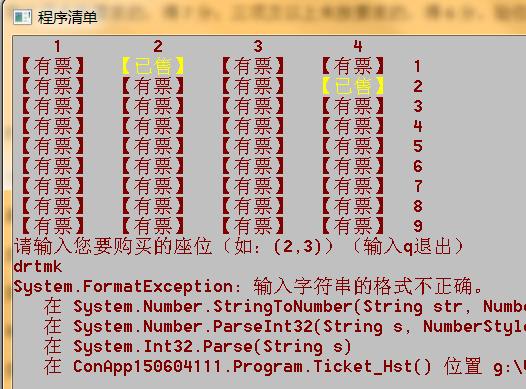 程序清单
1 2 3 4
【有票】 【已售】 【有票】 【有票】 1
【有票】 【有票】 【有票】 【已售】 2
【有票】 【有票】 【有票】 【有票】 3
【有票】 【有票】 【有票】 【有票】 4
【有票】 【有票】 【有票】 【有票】 5
【有票】 【有票】 【有票】 【有票】 6
【有票】 【有票】 【有票】 【有票】 7
【有票】 【有票】 【有票】 【有票】 8
【有票】 【有票】 【有票】 【有票】 9
请输入您要购买的座位（如：(2,3)）（输入q退出）
drtmk
System.FormatException: 输入字符串的格式不正确。
在 System.Number.StringToNumber(String str, Numbe
在 System.Number.ParseInt32(String s, NumberStyle
在 System.Int32.Parse(String s)
在 ConApp150604111.Program.Ticket_Hst() 位置 g:\